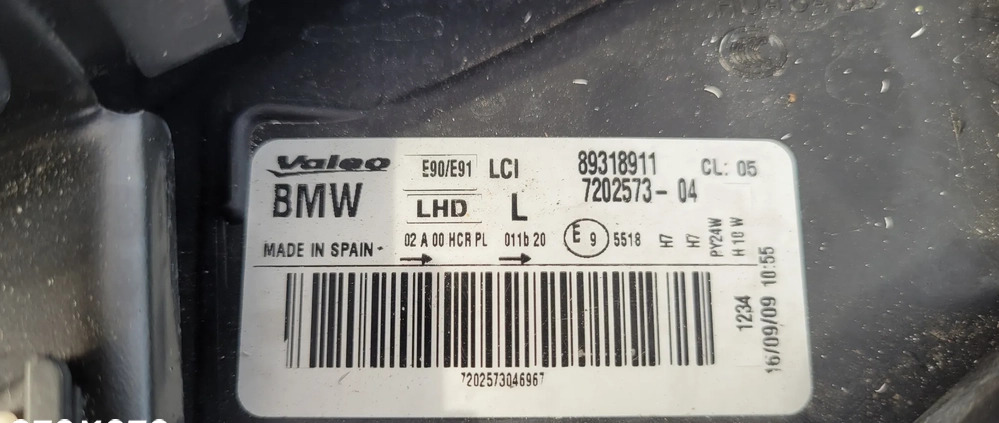 Valeo E90/E91 LCI 89318911 CL: 05
BMW LHD L 7202573-04
MADE IN SPAIN 02 A 00 HCR PL 011b 20 E 9 5518 H7 H7 PY24W H 10 W
7202573046967
1234
16/09/09 10:55